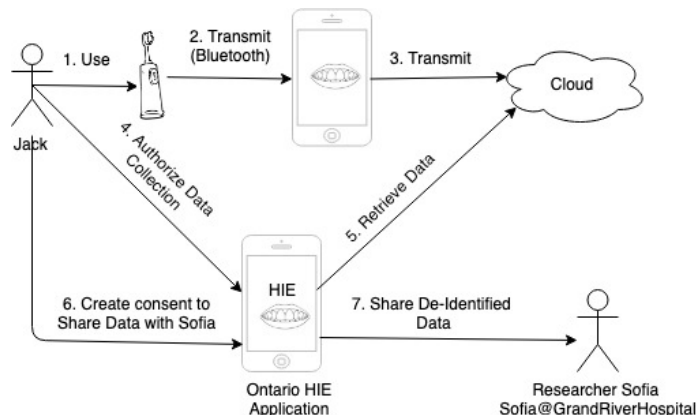 1. Use
2. Transmit
(Bluetooth)
3. Transmit
Cloud
Jack
4. Authorize Data
Collection
5. Retrieve Data
HIE
6. Create consent to
Share Data with Sofia
7. Share De-Identified
Data
Ontario HIE
Application
Researcher Sofia
Sofia@GrandRiverHospital